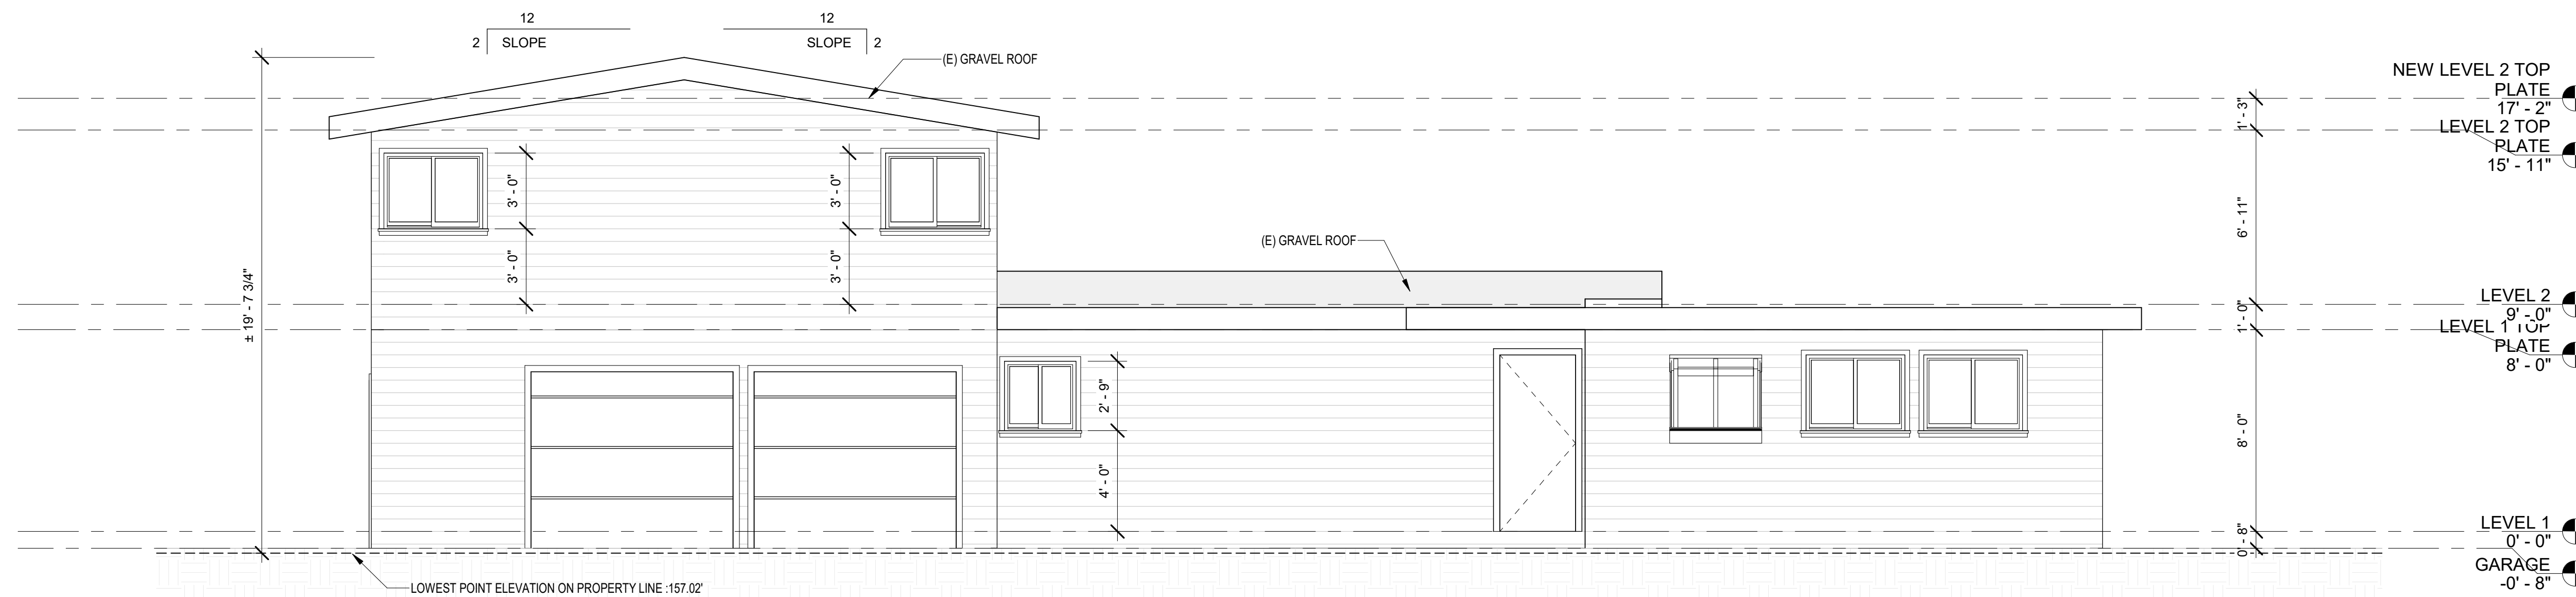 12
2 SLOPE
12
SLOPE 2
(E) GRAVEL ROOF
NEW LEVEL 2 TOP
PLATE
17' - 2"
LEVEL 2 TOP
PLATE
15' - 11"
1' - 3"
3' - 0"
3' - 0"
3' - 0"
3' - 0"
6' - 11"
(E) GRAVEL ROOF
± 19' - 7 3/4"
LEVEL 2
9' - 0"
LEVEL 1 TOP
PLATE
8' - 0"
1' - 0"
2' - 9"
4' - 0"
8' - 0"
LEVEL 1
0' - 0"
0' - 8"
GARAGE
-0' - 8"
LOWEST POINT ELEVATION ON PROPERTY LINE :157.02'